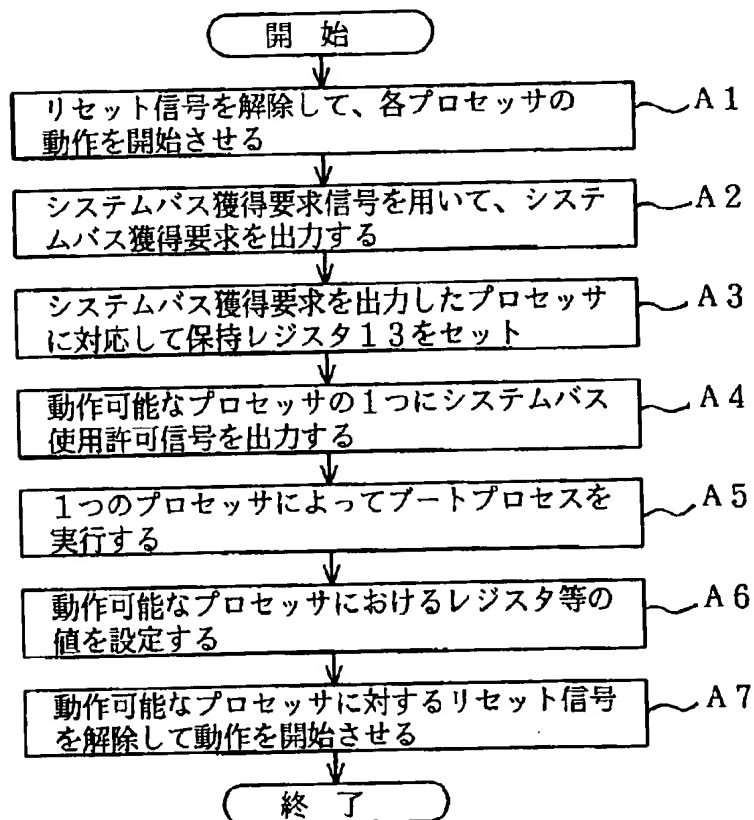 開 始
リセット信号を解除して、各プロセッサの
動作を開始させる
A1
システムバス獲得要求信号を用いて、システ
ムバス獲得要求を出力する
A2
システムバス獲得要求を出力したプロセッサ
に対応して保持レジスタ13をセット
A3
動作可能なプロセッサの1つにシステムバス
使用許可信号を出力する
A4
1つのプロセッサによってブートプロセスを
実行する
A5
動作可能なプロセッサにおけるレジスタ等の
値を設定する
A6
動作可能なプロセッサに対するリセット信号
を解除して動作を開始させる
A7
終 了